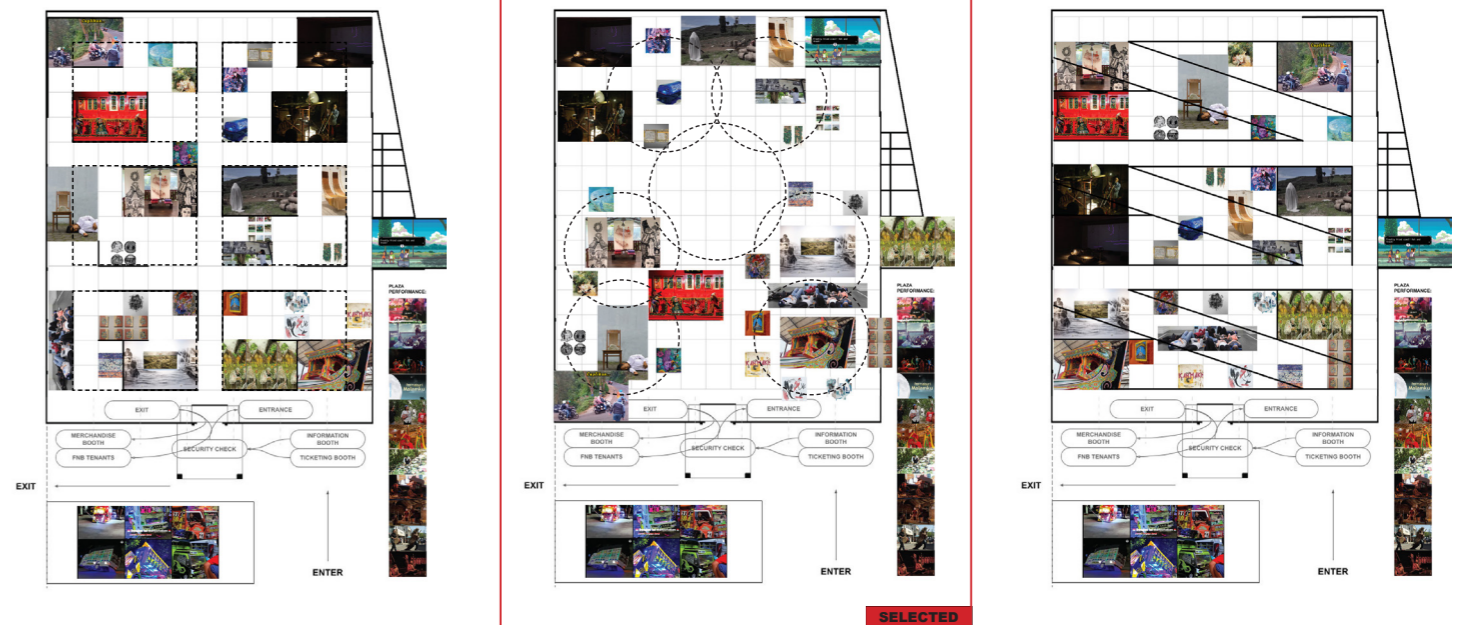 PLAZA
PERFORMANCE:
EXIT
ENTRANCE
MERCHANDISE
BOOTH
FNB TENANTS
SECURITY CHECK
INFORMATION
BOOTH
TICKETING BOOTH
EXIT
ENTER
PLAZA
PERFORMANCE:
EXIT
ENTRANCE
MERCHANDISE
BOOTH
FNB TENANTS
SECURITY CHECK
INFORMATION
BOOTH
TICKETING BOOTH
EXIT
ENTER
SELECTED
PLAZA
PERFORMANCE:
EXIT
ENTRANCE
MERCHANDISE
BOOTH
FNB TENANTS
SECURITY CHECK
INFORMATION
BOOTH
TICKETING BOOTH
EXIT
ENTER